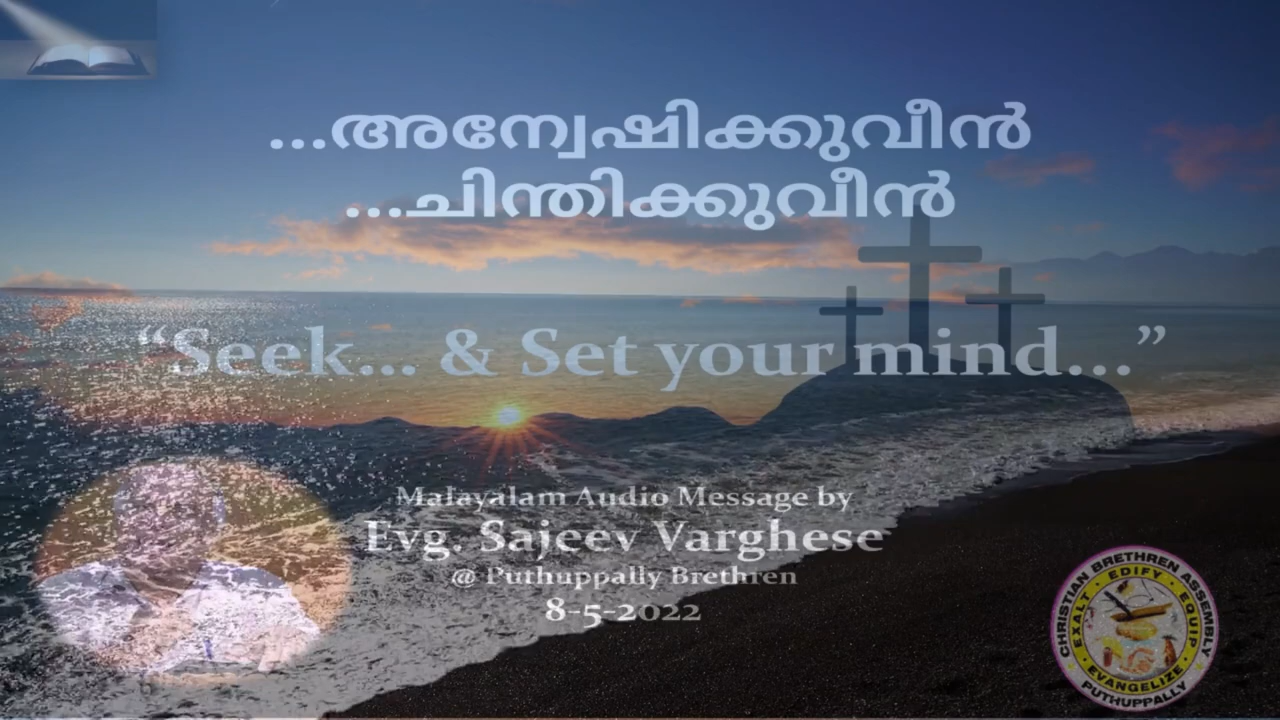 ...അന്വേഷിക്കുവീൻ
...ചിന്തിക്കുവീൻ
“Seek... & Set your mind...”
Malayalam Audio Message by
Evg. Sajeev Varghese
@ Puthuppally Brethren
8-5-2022
CHRISTIAN BRETHREN ASSEMBLY
EXALT · EDIFY · EQUIP · EVANGELIZE
PUTHUPPALLY